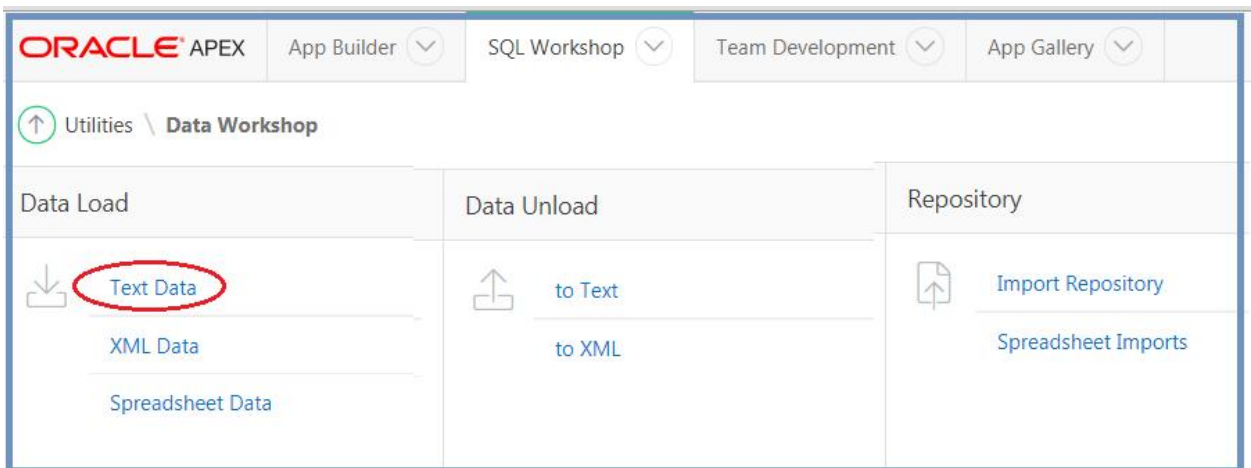 ORACLE APEX App Builder SQL Workshop Team Development App Gallery
Utilities \ Data Workshop
Data Load
Text Data
XML Data
Spreadsheet Data
Data Unload
to Text
to XML
Repository
Import Repository
Spreadsheet Imports